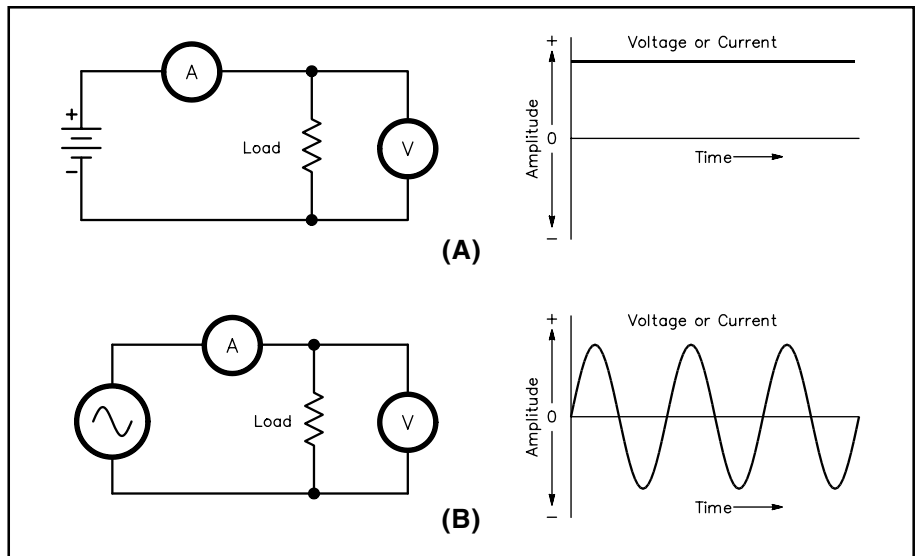 A
+
-
Load
V
(A)
+
Voltage or Current
Amplitude
0
Time
-
A
Load
V
(B)
+
Voltage or Current
Amplitude
0
Time
-